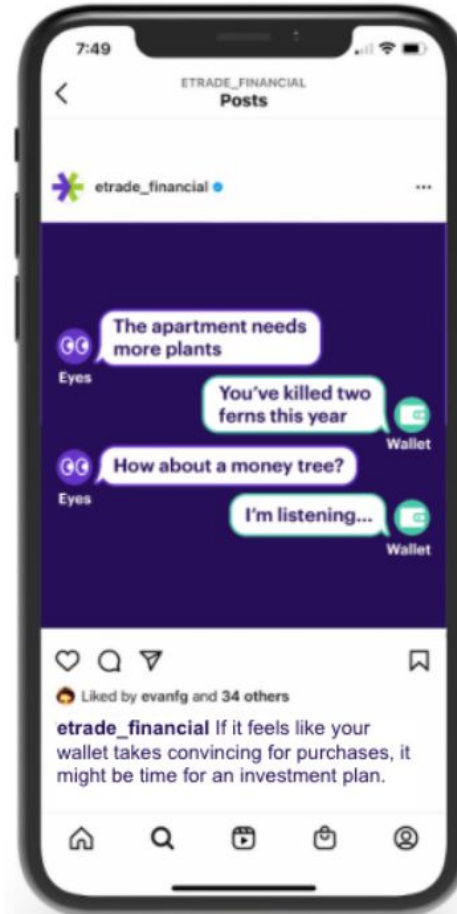 7:49
ETRADE_FINANCIAL
Posts
etrade_financial
The apartment needs
more plants
Eyes
You've killed two
ferns this year
Wallet
How about a money tree?
Eyes
I'm listening...
Wallet
Liked by evanfg and 34 others
etrade_financial If it feels like your
wallet takes convincing for purchases, it
might be time for an investment plan.